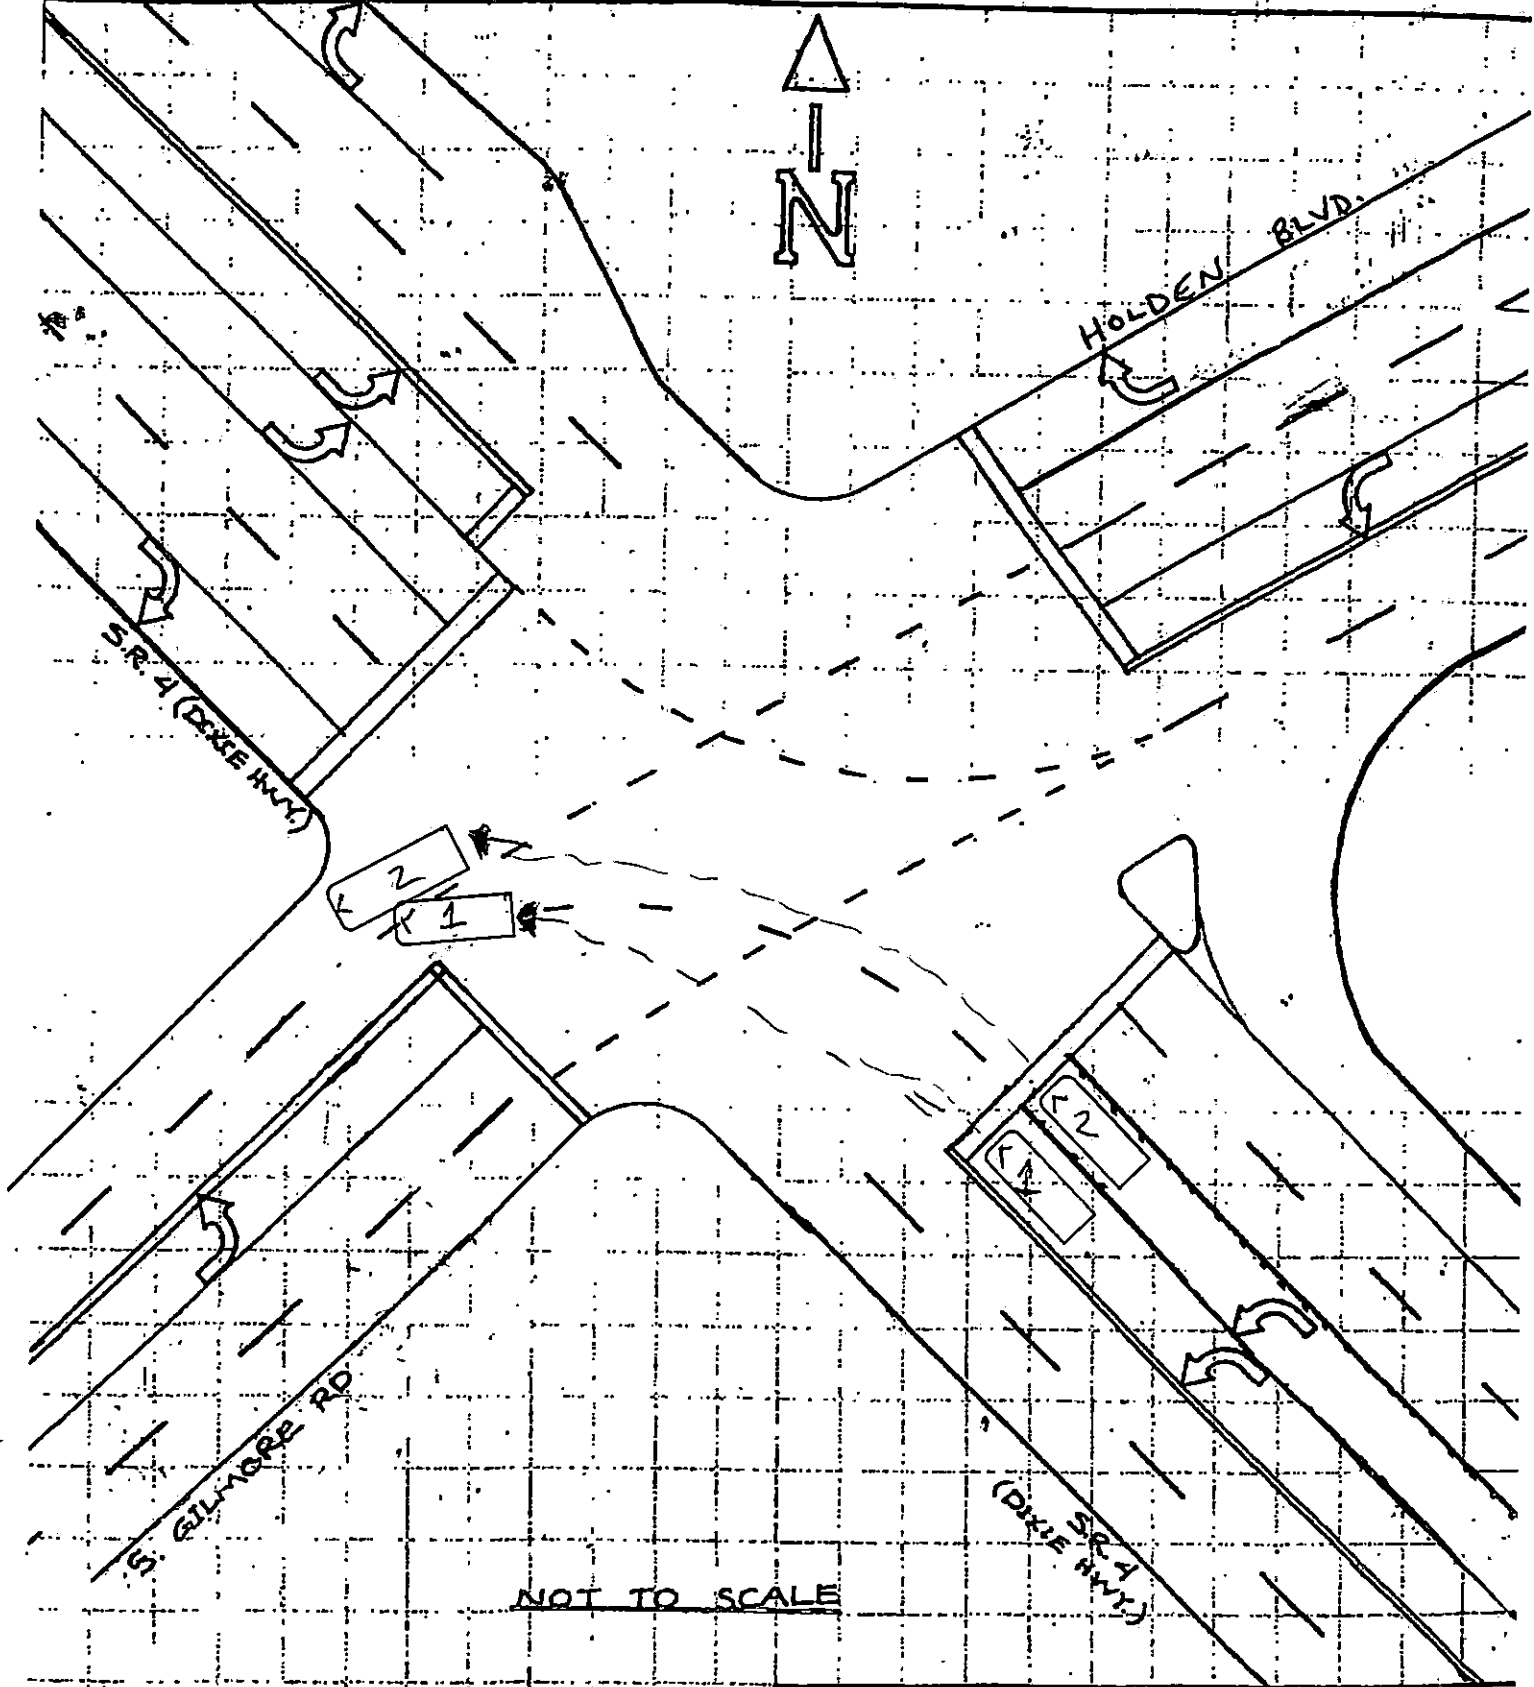 N
HOLDEN BLVD.
S.R. 4 (DIXIE HWY.)
2
1
2
1
S. GILMORE RD
S.R. 4
(DIXIE HWY.)
NOT TO SCALE